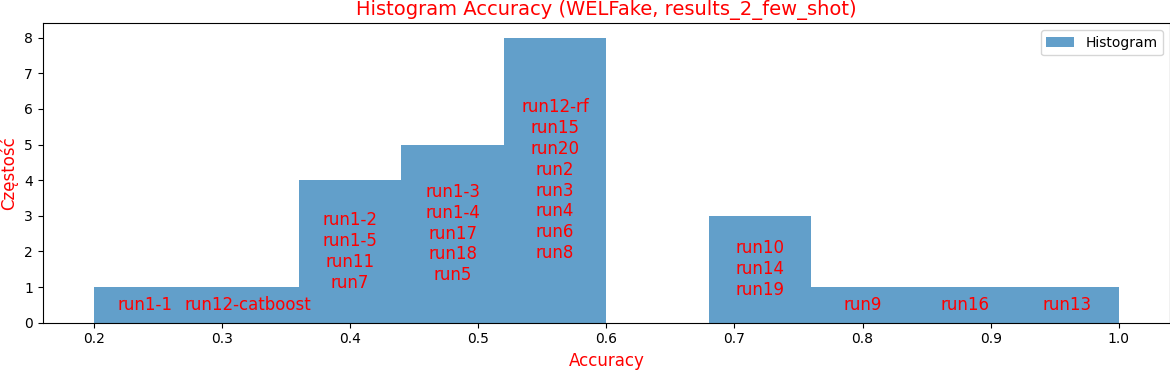 Histogram Accuracy (WELFake, results_2_few_shot)
Histogram
Częstość
8
7
6
5
4
3
2
1
0
run1-1
run12-catboost
run1-2
run1-5
run11
run7
run1-3
run1-4
run17
run18
run5
run12-rf
run15
run20
run2
run3
run4
run6
run8
run10
run14
run19
run9
run16
run13
0.2 0.3 0.4 0.5 0.6 0.7 0.8 0.9 1.0
Accuracy